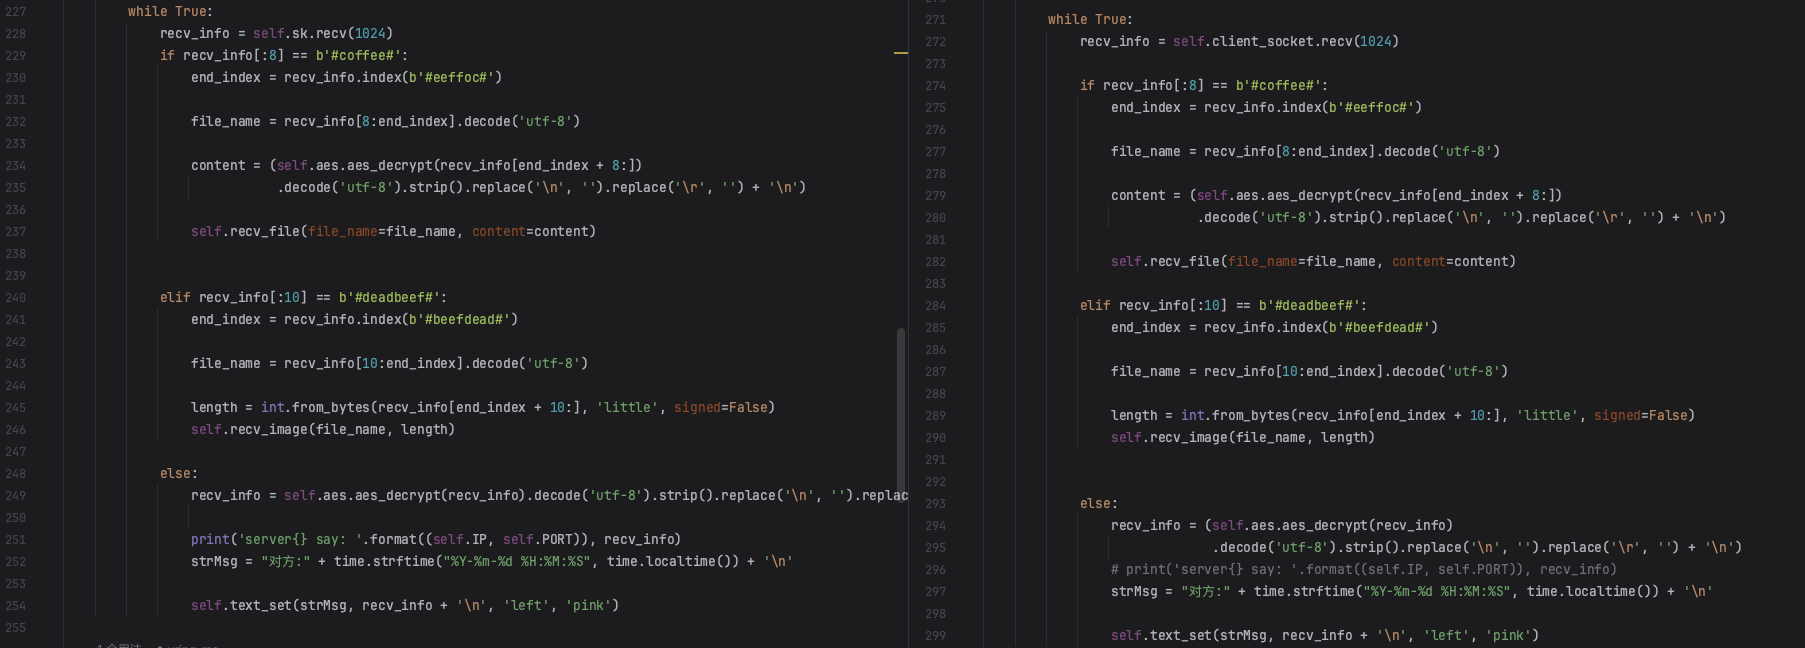 227 while True:
228 recv_info = self.sk.recv(1024)
229 if recv_info[:8] == b'#coffee#':
230 end_index = recv_info.index(b'#eeffoc#')
231
232 file_name = recv_info[8:end_index].decode('utf-8')
233
234 content = (self.aes.aes_decrypt(recv_info[end_index + 8:])
235 .decode('utf-8').strip().replace('\n', '').replace('\r', '') + '\n')
236
237 self.recv_file(file_name=file_name, content=content)
238
239
240 elif recv_info[:10] == b'#deadbeef#':
241 end_index = recv_info.index(b'#beefdead#')
242
243 file_name = recv_info[10:end_index].decode('utf-8')
244
245 length = int.from_bytes(recv_info[end_index + 10:], 'little', signed=False)
246 self.recv_image(file_name, length)
247
248 else:
249 recv_info = self.aes.aes_decrypt(recv_info).decode('utf-8').strip().replace('\n', '').replac
250
251 print('server{} say: '.format((self.IP, self.PORT)), recv_info)
252 strMsg = "对方:" + time.strftime("%Y-%m-%d %H:%M:%S", time.localtime()) + '\n'
253
254 self.text_set(strMsg, recv_info + '\n', 'left', 'pink')
255
271 while True:
272 recv_info = self.client_socket.recv(1024)
273
274 if recv_info[:8] == b'#coffee#':
275 end_index = recv_info.index(b'#eeffoc#')
276
277 file_name = recv_info[8:end_index].decode('utf-8')
278
279 content = (self.aes.aes_decrypt(recv_info[end_index + 8:])
280 .decode('utf-8').strip().replace('\n', '').replace('\r', '') + '\n')
281
282 self.recv_file(file_name=file_name, content=content)
283
284 elif recv_info[:10] == b'#deadbeef#':
285 end_index = recv_info.index(b'#beefdead#')
286
287 file_name = recv_info[10:end_index].decode('utf-8')
288
289 length = int.from_bytes(recv_info[end_index + 10:], 'little', signed=False)
290 self.recv_image(file_name, length)
291
292
293 else:
294 recv_info = (self.aes.aes_decrypt(recv_info)
295 .decode('utf-8').strip().replace('\n', '').replace('\r', '') + '\n')
296 # print('server{} say: '.format((self.IP, self.PORT)), recv_info)
297 strMsg = "对方:" + time.strftime("%Y-%m-%d %H:%M:%S", time.localtime()) + '\n'
298
299 self.text_set(strMsg, recv_info + '\n', 'left', 'pink')